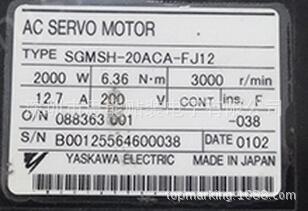 AC SERVO MOTOR
TYPE SGMSH-20ACA-FJ12
2000 W 6.36 N·m 3000 r/min
12.7 A 200 V CONT ins. F
O/N 088363 001 -038
S/N B00125564600038 DATE 0102
YASKAWA ELECTRIC MADE IN JAPAN
topmarking.1688.com